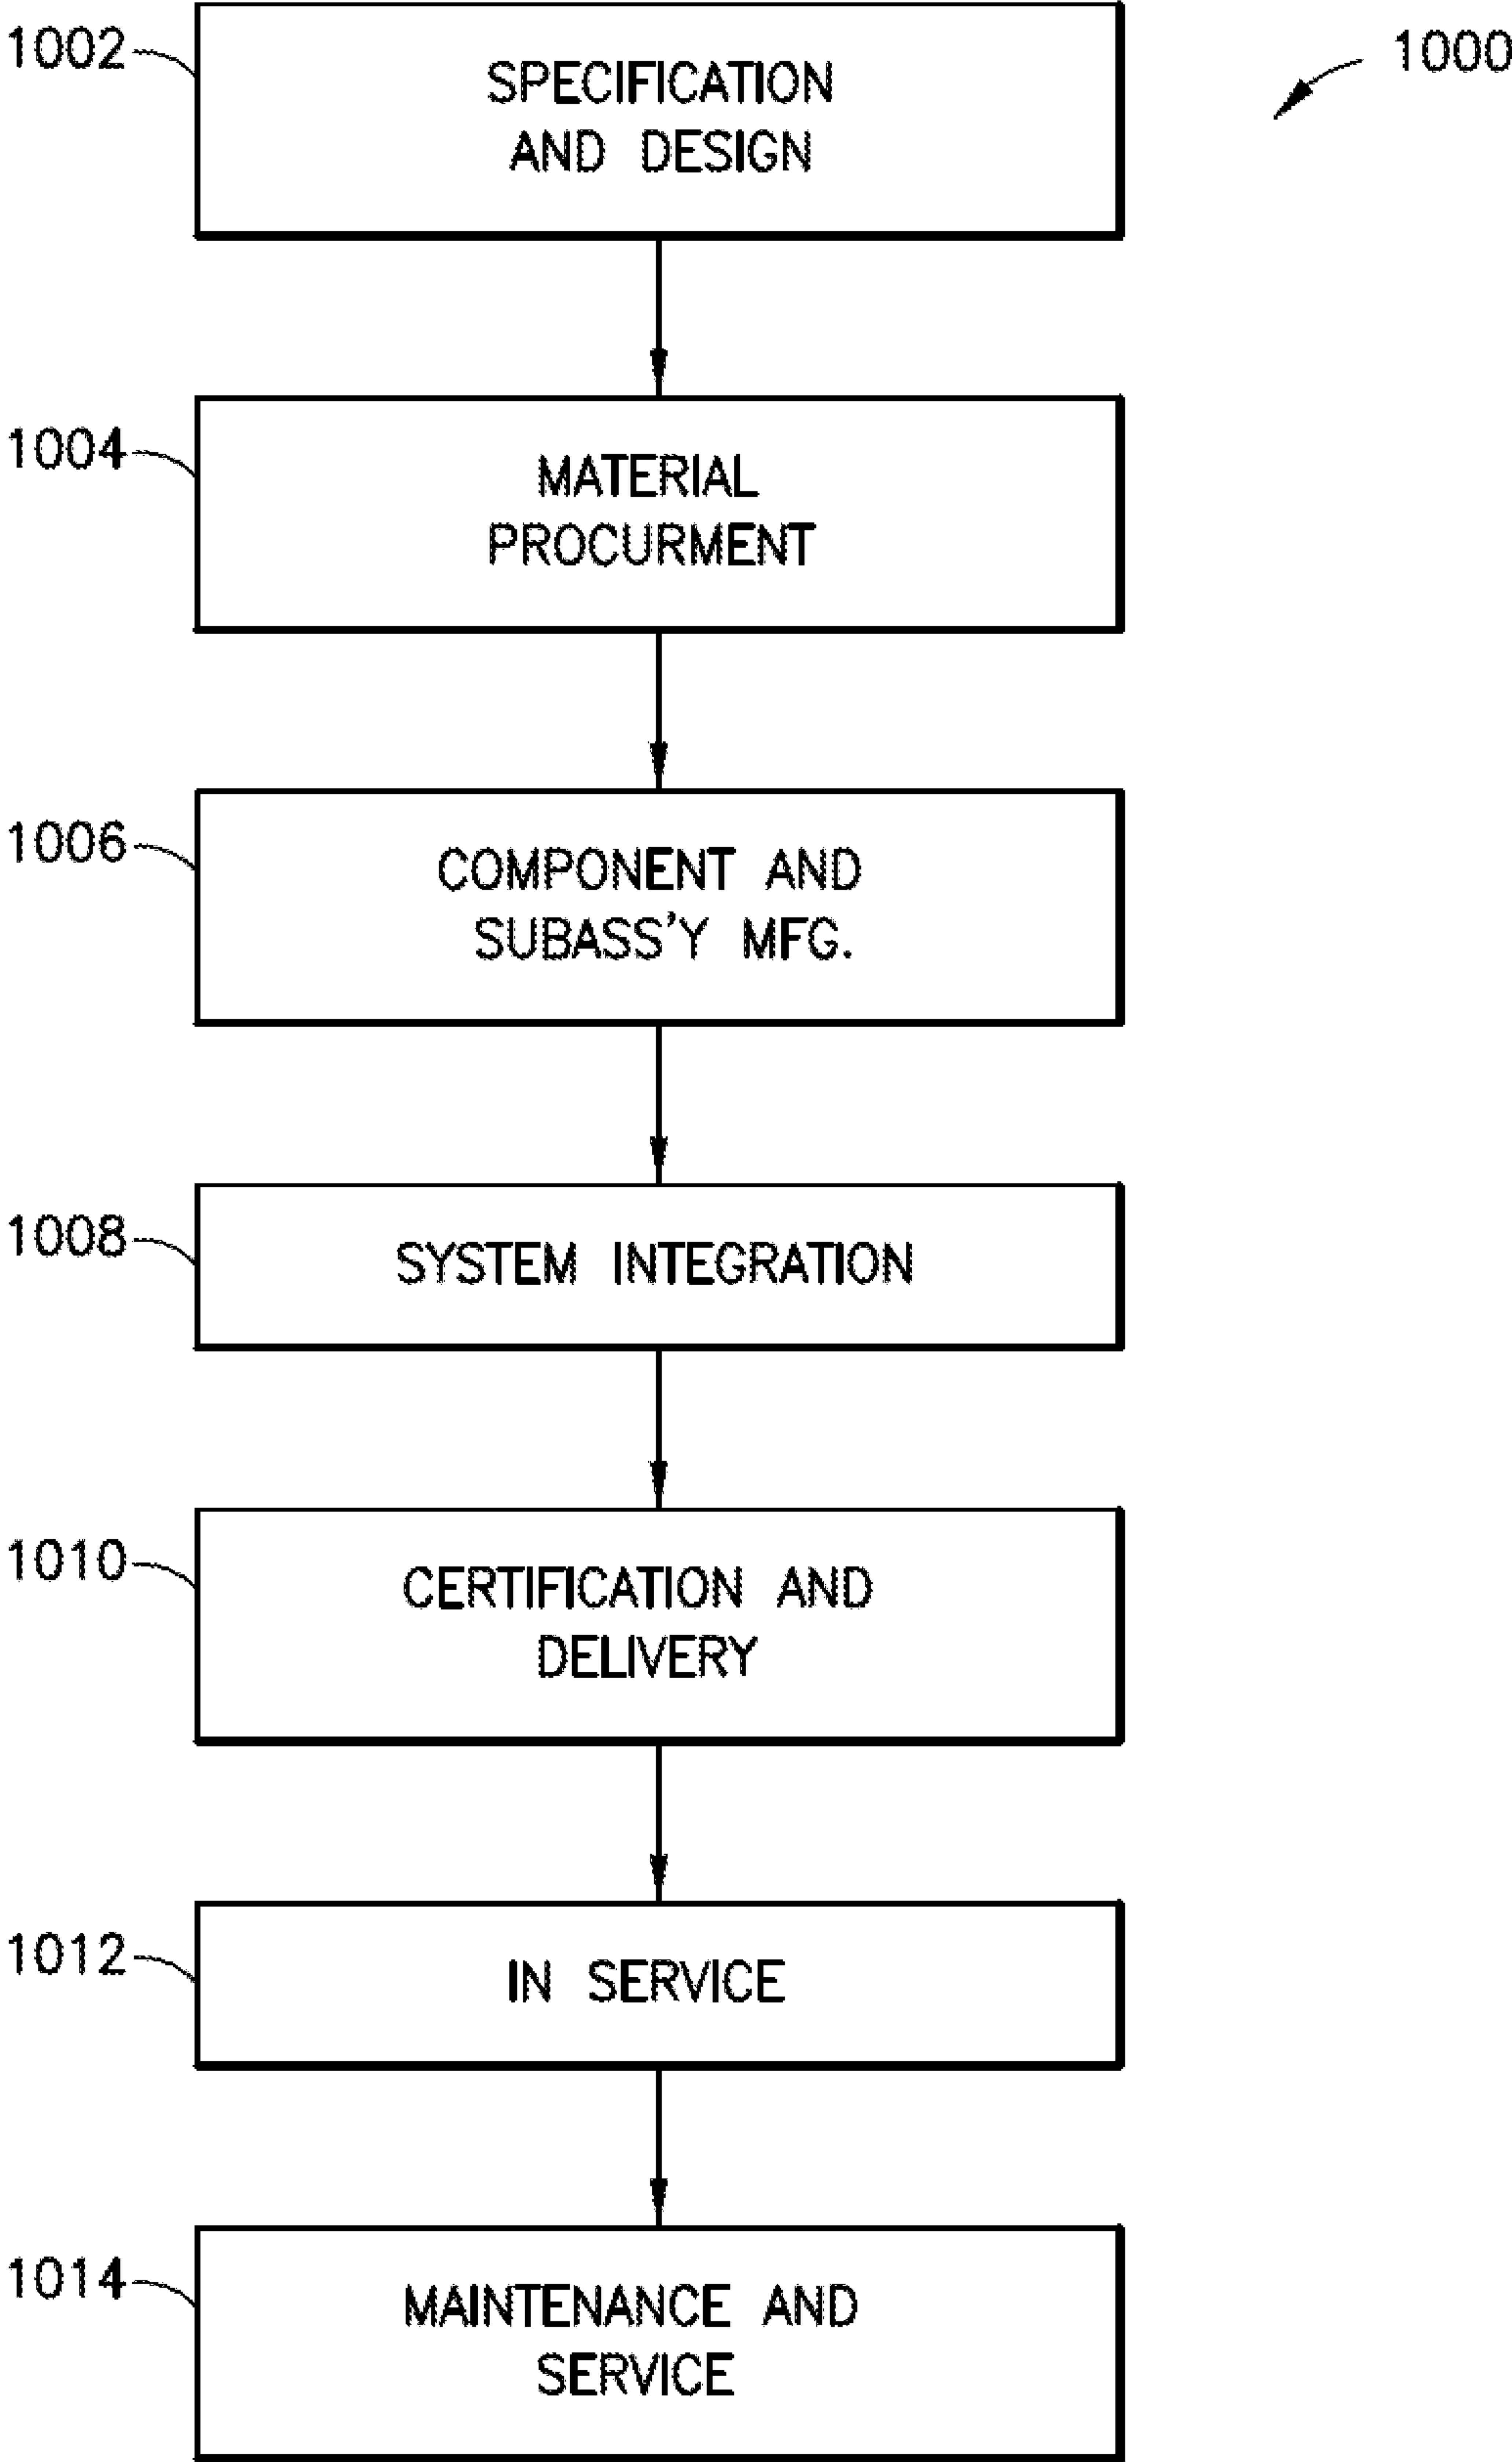 1000
1002
SPECIFICATION
AND DESIGN
1004
MATERIAL
PROCURMENT
1006
COMPONENT AND
SUBASS'Y MFG.
1008
SYSTEM INTEGRATION
1010
CERTIFICATION AND
DELIVERY
1012
IN SERVICE
1014
MAINTENANCE AND
SERVICE